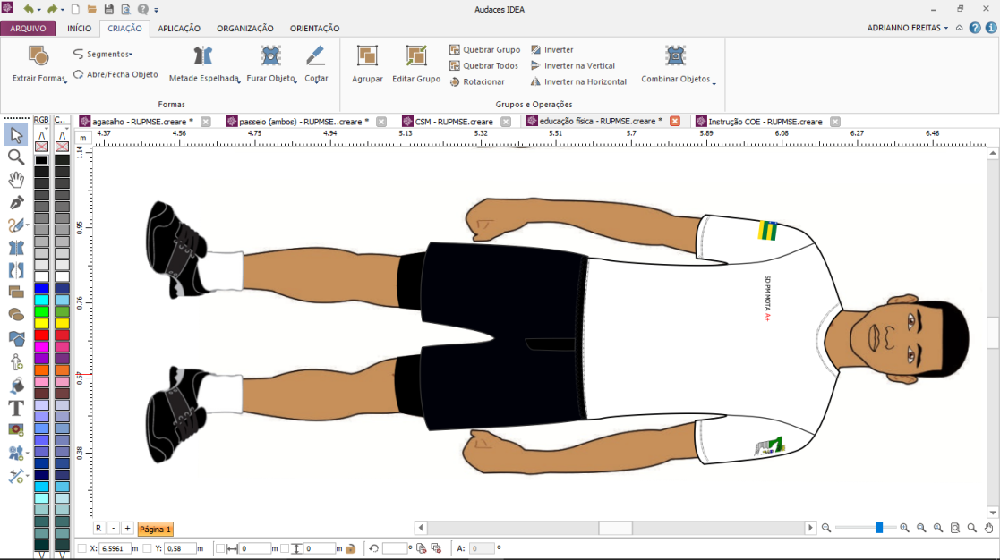 Audaces IDEA
ARQUIVO INÍCIO CRIAÇÃO APLICAÇÃO ORGANIZAÇÃO ORIENTAÇÃO ADRIANNO FREITAS
Segmentos
Abre/Fecha Objeto
Extrair Formas Metade Espelhada Furar Objeto Cortar
Formas
Quebrar Grupo Inverter
Quebrar Todos Inverter na Vertical
Rotacionar Inverter na Horizontal
Agrupar Editar Grupo Combinar Objetos
Grupos e Operações
RGB C...
agasalho - RUPMSE.creare * passeio (ambos) - RUPMSE..creare * CSM - RUPMSE.creare educação física - RUPMSE.creare * Instrução COE - RUPMSE.creare
m 4.37 4.56 4.75 4.94 5.13 5.32 5.51 5.7 5.89 6.08 6.27 6.46
1.14
0.95
0.76
0.57
0.38
SD PM MOTA A+
R - + Página 1
X: 6,5961 m Y: 0,58 m 0 m 0 m º A: 0 º